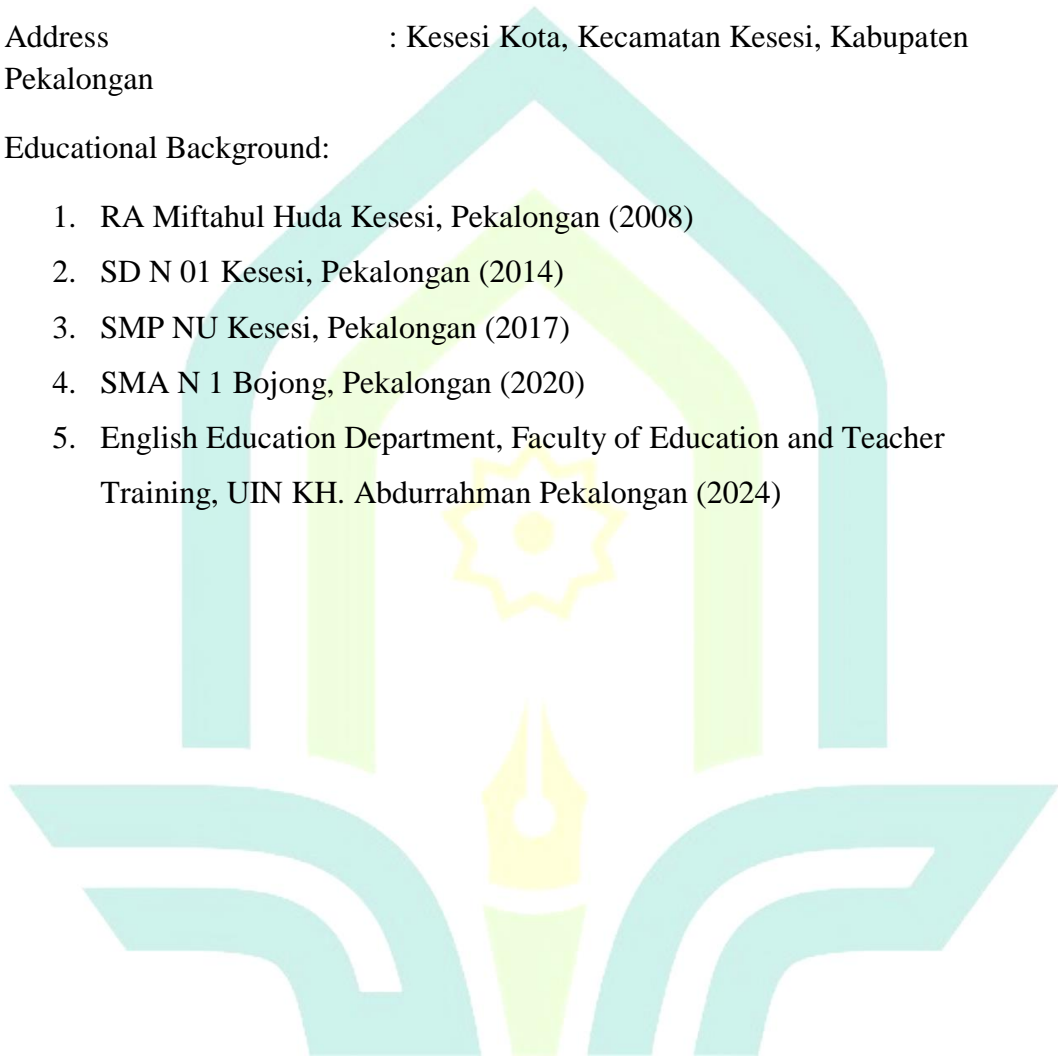 Address : Kesesi Kota, Kecamatan Kesesi, Kabupaten
Pekalongan
Educational Background:
1. RA Miftahul Huda Kesesi, Pekalongan (2008)
2. SD N 01 Kesesi, Pekalongan (2014)
3. SMP NU Kesesi, Pekalongan (2017)
4. SMA N 1 Bojong, Pekalongan (2020)
5. English Education Department, Faculty of Education and Teacher
Training, UIN KH. Abdurrahman Pekalongan (2024)